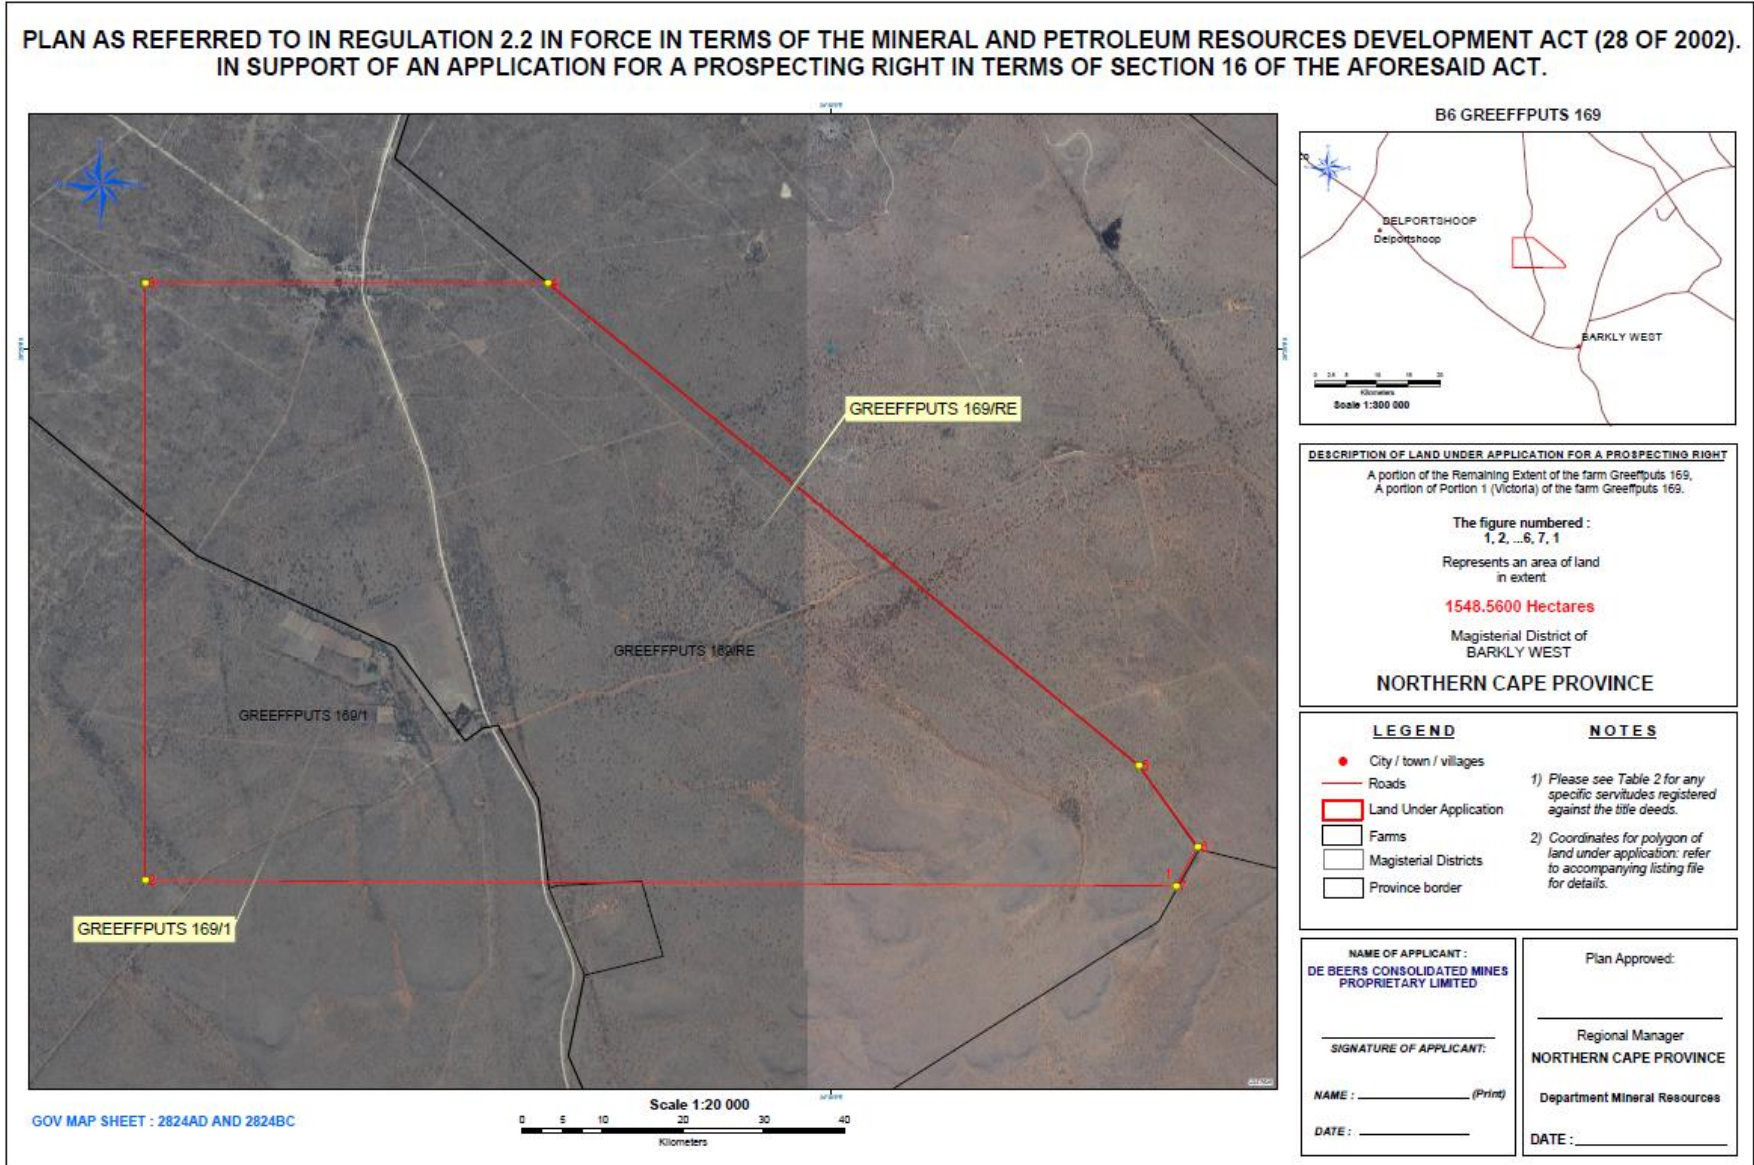 PLAN AS REFERRED TO IN REGULATION 2.2 IN FORCE IN TERMS OF THE MINERAL AND PETROLEUM RESOURCES DEVELOPMENT ACT (28 OF 2002).
IN SUPPORT OF AN APPLICATION FOR A PROSPECTING RIGHT IN TERMS OF SECTION 16 OF THE AFORESAID ACT.
GREEFFPUTS 169/RE
GREEFFPUTS 169/RE
GREEFFPUTS 169/1
1
GREEFFPUTS 169/1
GOV MAP SHEET : 2824AD AND 2824BC
Scale 1:20 000
0 5 10 20 30 40
Kilometers
B6 GREEFFPUTS 169
DELPORTSHOOP
Delportshoop
BARKLY WEST
Kilometers
Scale 1:300 000
DESCRIPTION OF LAND UNDER APPLICATION FOR A PROSPECTING RIGHT
A portion of the Remaining Extent of the farm Greeffputs 169,
A portion of Portion 1 (Victoria) of the farm Greeffputs 169.
The figure numbered :
1, 2, ...6, 7, 1
Represents an area of land
in extent
1548.5600 Hectares
Magisterial District of
BARKLY WEST
NORTHERN CAPE PROVINCE
LEGEND
City / town / villages
Roads
Land Under Application
Farms
Magisterial Districts
Province border
NOTES
1) Please see Table 2 for any
specific servitudes registered
against the title deeds.
2) Coordinates for polygon of
land under application: refer
to accompanying listing file
for details.
NAME OF APPLICANT :
DE BEERS CONSOLIDATED MINES
PROPRIETARY LIMITED
SIGNATURE OF APPLICANT:
NAME : (Print)
DATE :
Plan Approved:
Regional Manager
NORTHERN CAPE PROVINCE
Department Mineral Resources
DATE :